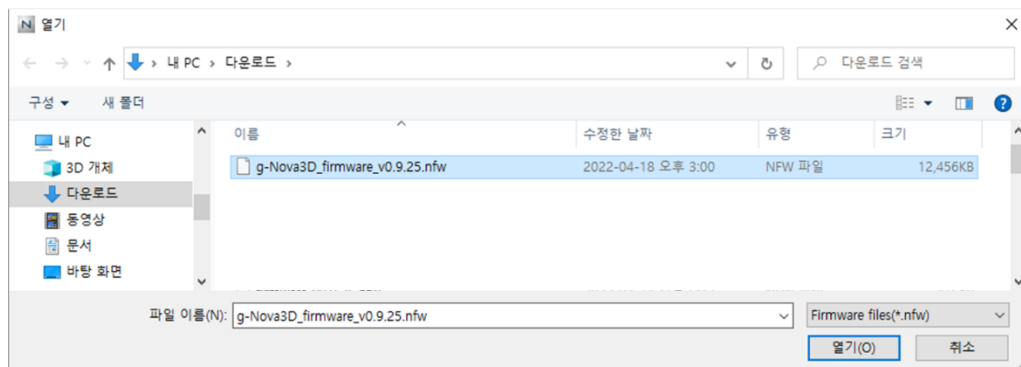 열기
내 PC > 다운로드 >
다운로드 검색
구성
새 폴더
이름
수정한 날짜
유형
크기
내 PC
3D 개체
다운로드
동영상
문서
바탕 화면
g-Nova3D_firmware_v0.9.25.nfw
2022-04-18 오후 3:00
NFW 파일
12,456KB
파일 이름(N):
g-Nova3D_firmware_v0.9.25.nfw
Firmware files(*.nfw)
열기(O)
취소